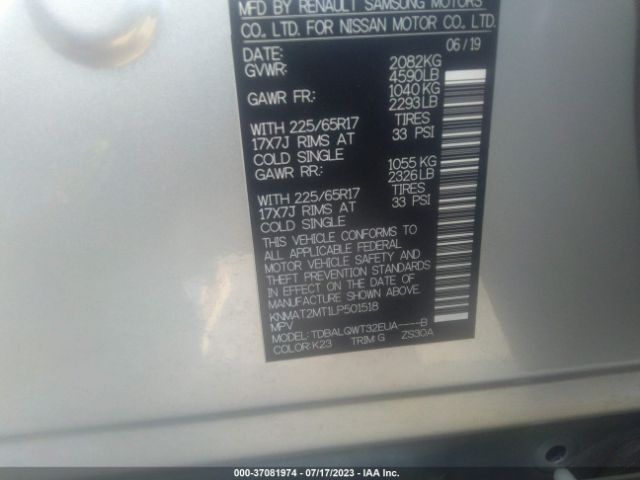 MFD BY RENAULT SAMSUNG MOTORS
CO. LTD. FOR NISSAN MOTOR CO. LTD.
DATE: 06/19
GVWR: 2082KG
4590LB
GAWR FR: 1040 KG
2293 LB
WITH 225/65R17 TIRES
17X7J RIMS AT 33 PSI
COLD SINGLE
GAWR RR: 1055 KG
2326 LB
WITH 225/65R17 TIRES
17X7J RIMS AT 33 PSI
COLD SINGLE
THIS VEHICLE CONFORMS TO
ALL APPLICABLE FEDERAL
MOTOR VEHICLE SAFETY AND
THEFT PREVENTION STANDARDS
IN EFFECT ON THE DATE OF
MANUFACTURE SHOWN ABOVE.
KNMAT2MT1LP501518
MPV
MODEL: TDBALQWT32EUA-----B
COLOR: K23 TRIM: G ZS30A
000-37081974 / 07/17/2023 - IAA Inc.